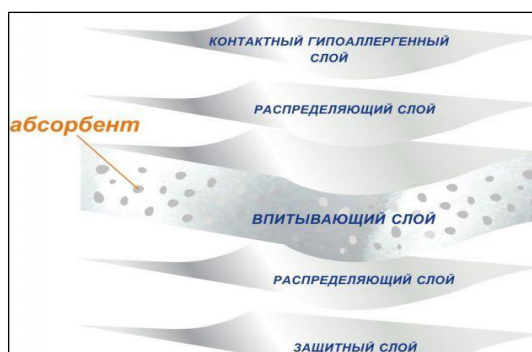 КОНТАКТНЫЙ ГИПОАЛЛЕРГЕННЫЙ
СЛОЙ
РАСПРЕДЕЛЯЮЩИЙ СЛОЙ
абсорбент
ВПИТЫВАЮЩИЙ СЛОЙ
РАСПРЕДЕЛЯЮЩИЙ СЛОЙ
ЗАЩИТНЫЙ СЛОЙ